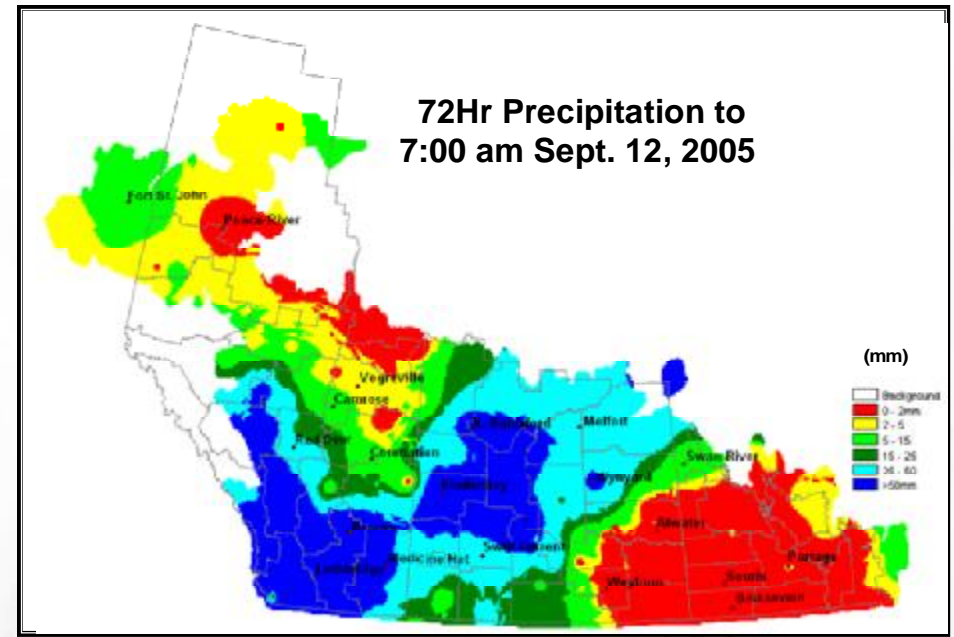 72Hr Precipitation to
7:00 am Sept. 12, 2005
Fort St. John
Peace River
(mm)
Background
0 - 2mm
2 - 5
5 - 15
15 - 25
>50mm
Vegreville
Camrose
Melfort
Red Deer
Coronation
Swan River
Wynyard
Atwater
Medicine Hat
Swift Current
Portage
Weyburn
Souris